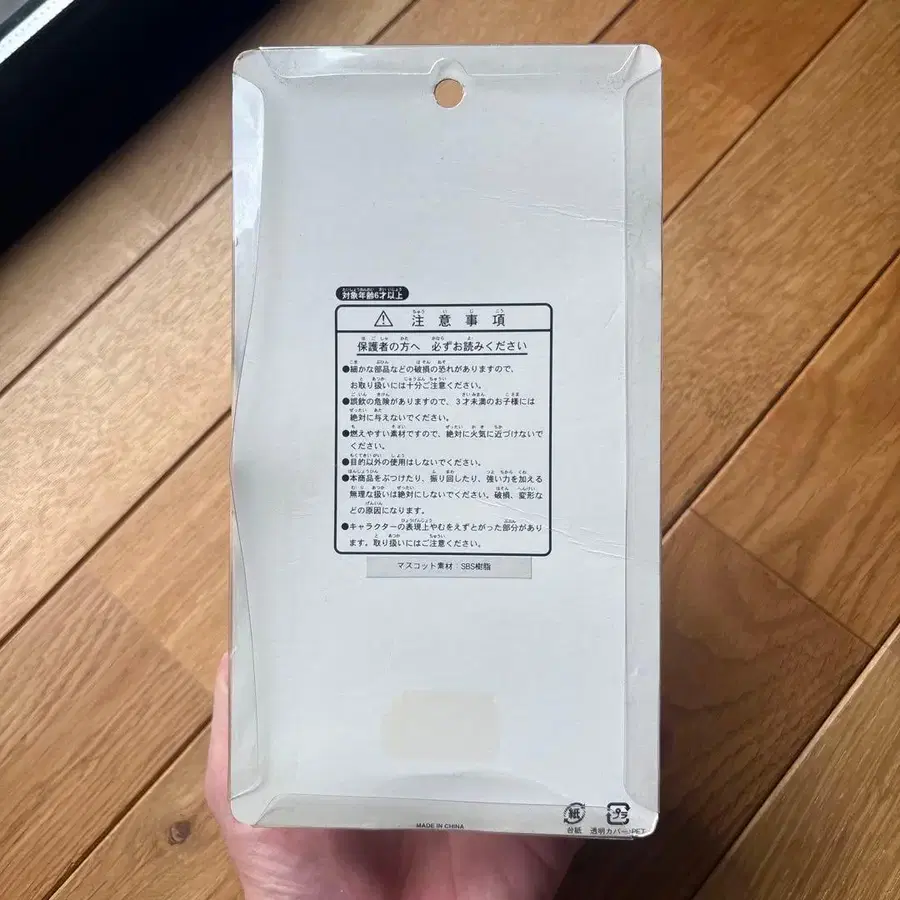 対象年齢6才以上
⚠ 注意事項
保護者の方へ 必ずお読みください
●細かな部品などの破損の恐れがありますので、
お取り扱いには十分ご注意ください。
●誤飲の危険がありますので、3才未満のお子様には
絶対に与えないでください。
●燃えやすい素材ですので、絶対に火気に近づけないで
ください。
●目的以外の使用はしないでください。
●本商品をぶつけたり、振り回したり、強い力を加える
無理な扱いは絶対にしないでください。破損、変形な
どの原因になります。
●キャラクターの表現上やむをえずとがった部分があり
ます。取り扱いにはご注意ください。
マスコット素材:SBS樹脂
紙 プラ
台紙 透明カバー:PET
MADE IN CHINA